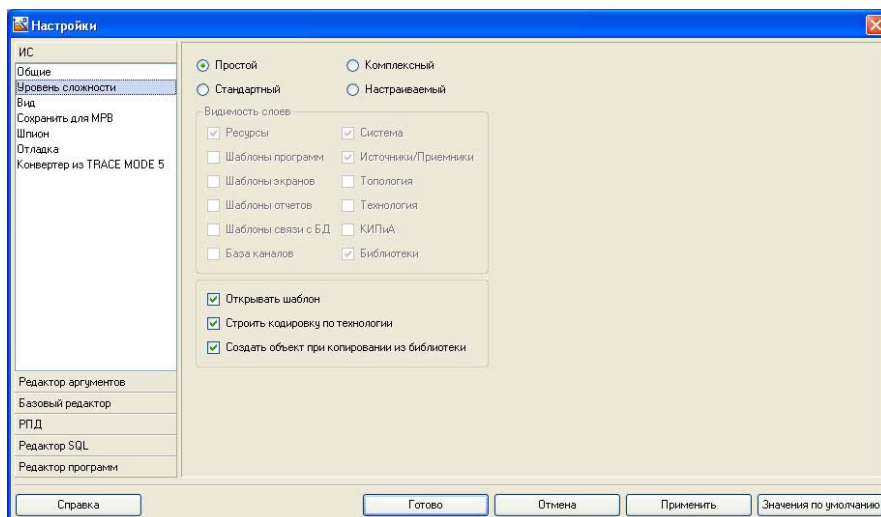 Настройки
ИС
Общие
Уровень сложности
Вид
Сохранить для МРВ
Шпион
Отладка
Конвертер из TRACE MODE 5
Редактор аргументов
Базовый редактор
РПД
Редактор SQL
Редактор программ
Простой
Комплексный
Стандартный
Настраиваемый
Видимость слоев
Ресурсы
Система
Шаблоны программ
Источники/Приемники
Шаблоны экранов
Топология
Шаблоны отчетов
Технология
Шаблоны связи с БД
КИПиА
База каналов
Библиотеки
Открывать шаблон
Строить кодировку по технологии
Создать объект при копировании из библиотеки
Справка
Готово
Отмена
Применить
Значения по умолчанию